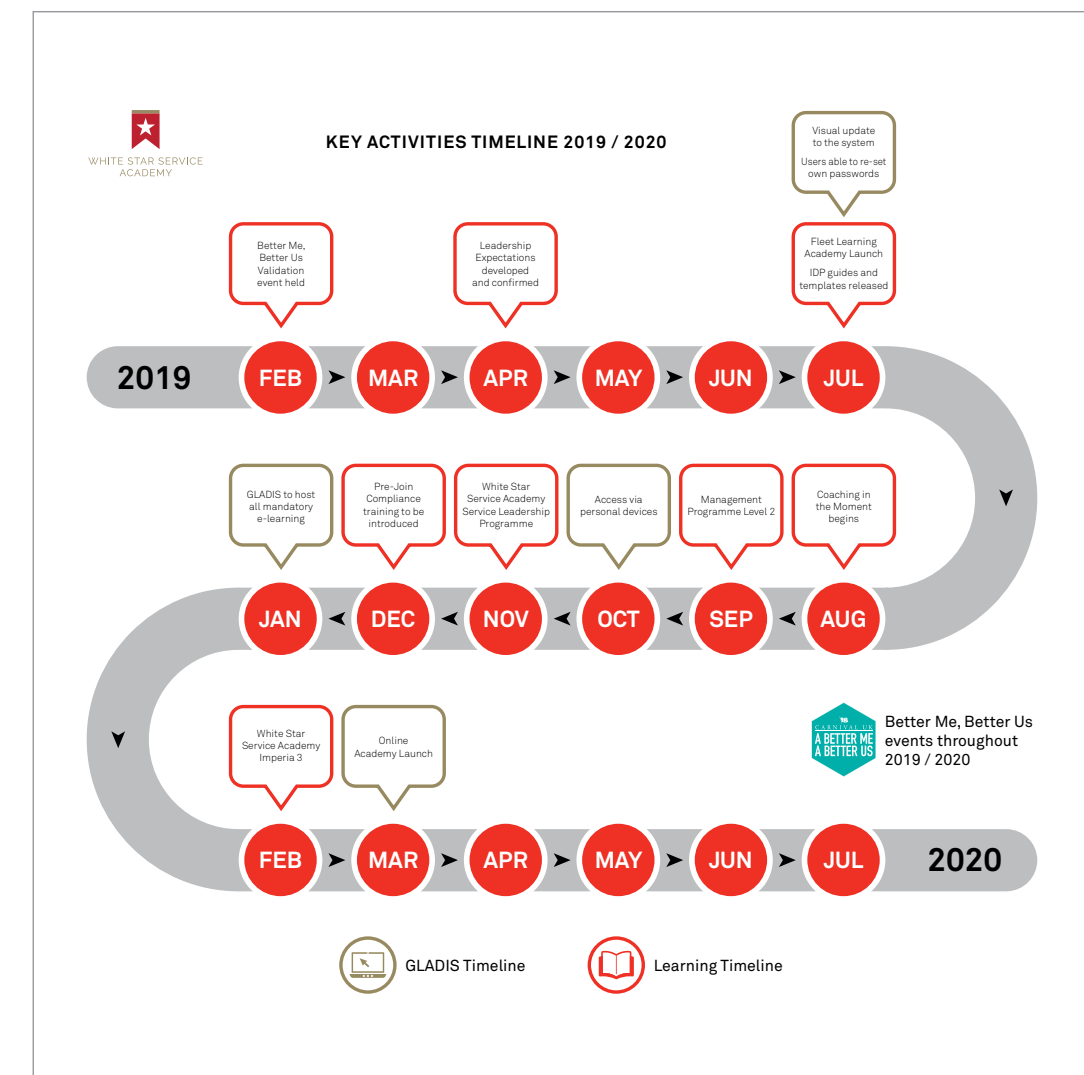 WHITE STAR SERVICE
ACADEMY
KEY ACTIVITIES TIMELINE 2019 / 2020
Visual update
to the system
Users able to re-set
own passwords
Better Me,
Better Us
Validation
event held
Leadership
Expectations
developed
and confirmed
Fleet Learning
Academy Launch
IDP guides and
templates released
2019
FEB
MAR
APR
MAY
JUN
JUL
GLADIS to host
all mandatory
e-learning
Pre-Join
Compliance
training to be
introduced
White Star
Service Academy
Service Leadership
Programme
Access via
personal devices
Management
Programme Level 2
Coaching in
the Moment
begins
JAN
DEC
NOV
OCT
SEP
AUG
White Star
Service Academy
Imperia 3
Online
Academy Launch
CARNIVAL UK
A BETTER ME
A BETTER US
Better Me, Better Us
events throughout
2019 / 2020
FEB
MAR
APR
MAY
JUN
JUL
2020
GLADIS Timeline
Learning Timeline